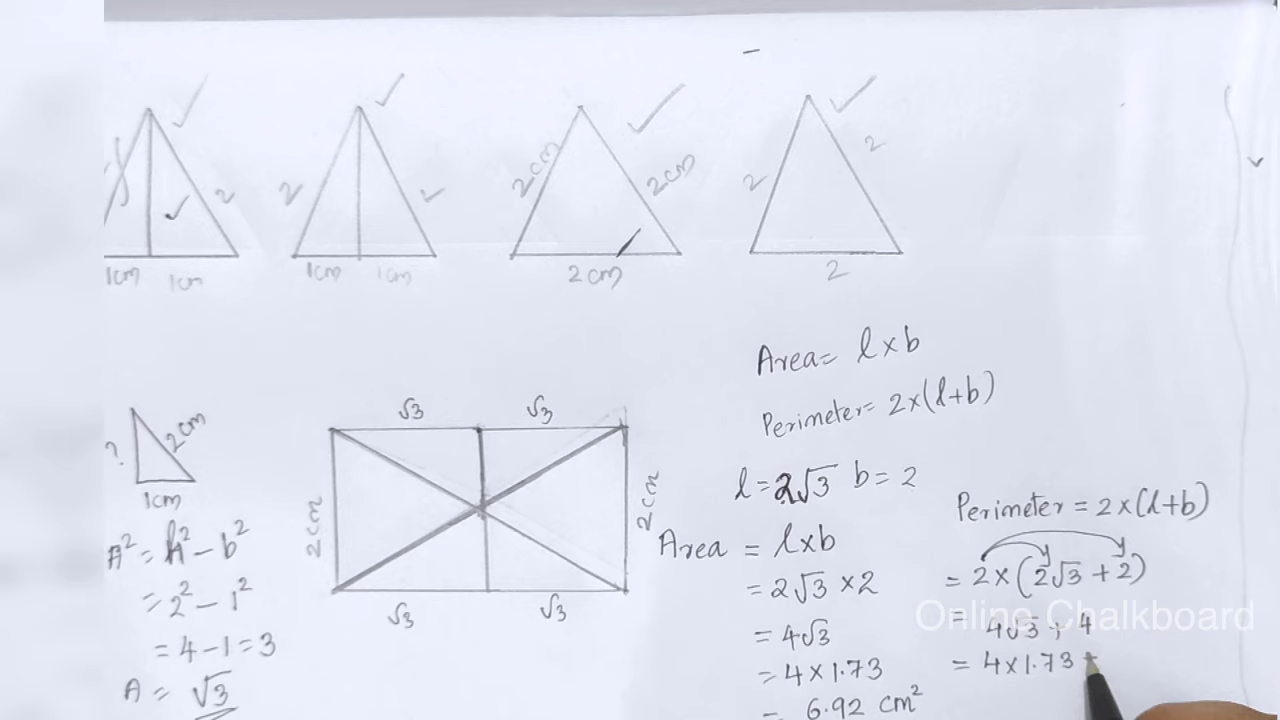 2
2
2cm
2cm
2
2
1cm 1cm
1cm 1cm
2cm
2
Area = l×b
Perimeter = 2×(l+b)
√3 √3
2cm
?
1cm
2cm
2cm
√3 √3
A² = h² - b²
= 2² - 1²
= 4-1=3
A = √3
l = 2√3 b = 2
Area = l×b
= 2√3 ×2
= 4√3
= 4×1.73
= 6.92 cm²
Perimeter = 2×(l+b)
= 2×(2√3 + 2)
= 4√3 + 4
= 4×1.73 +
Online Chalkboard